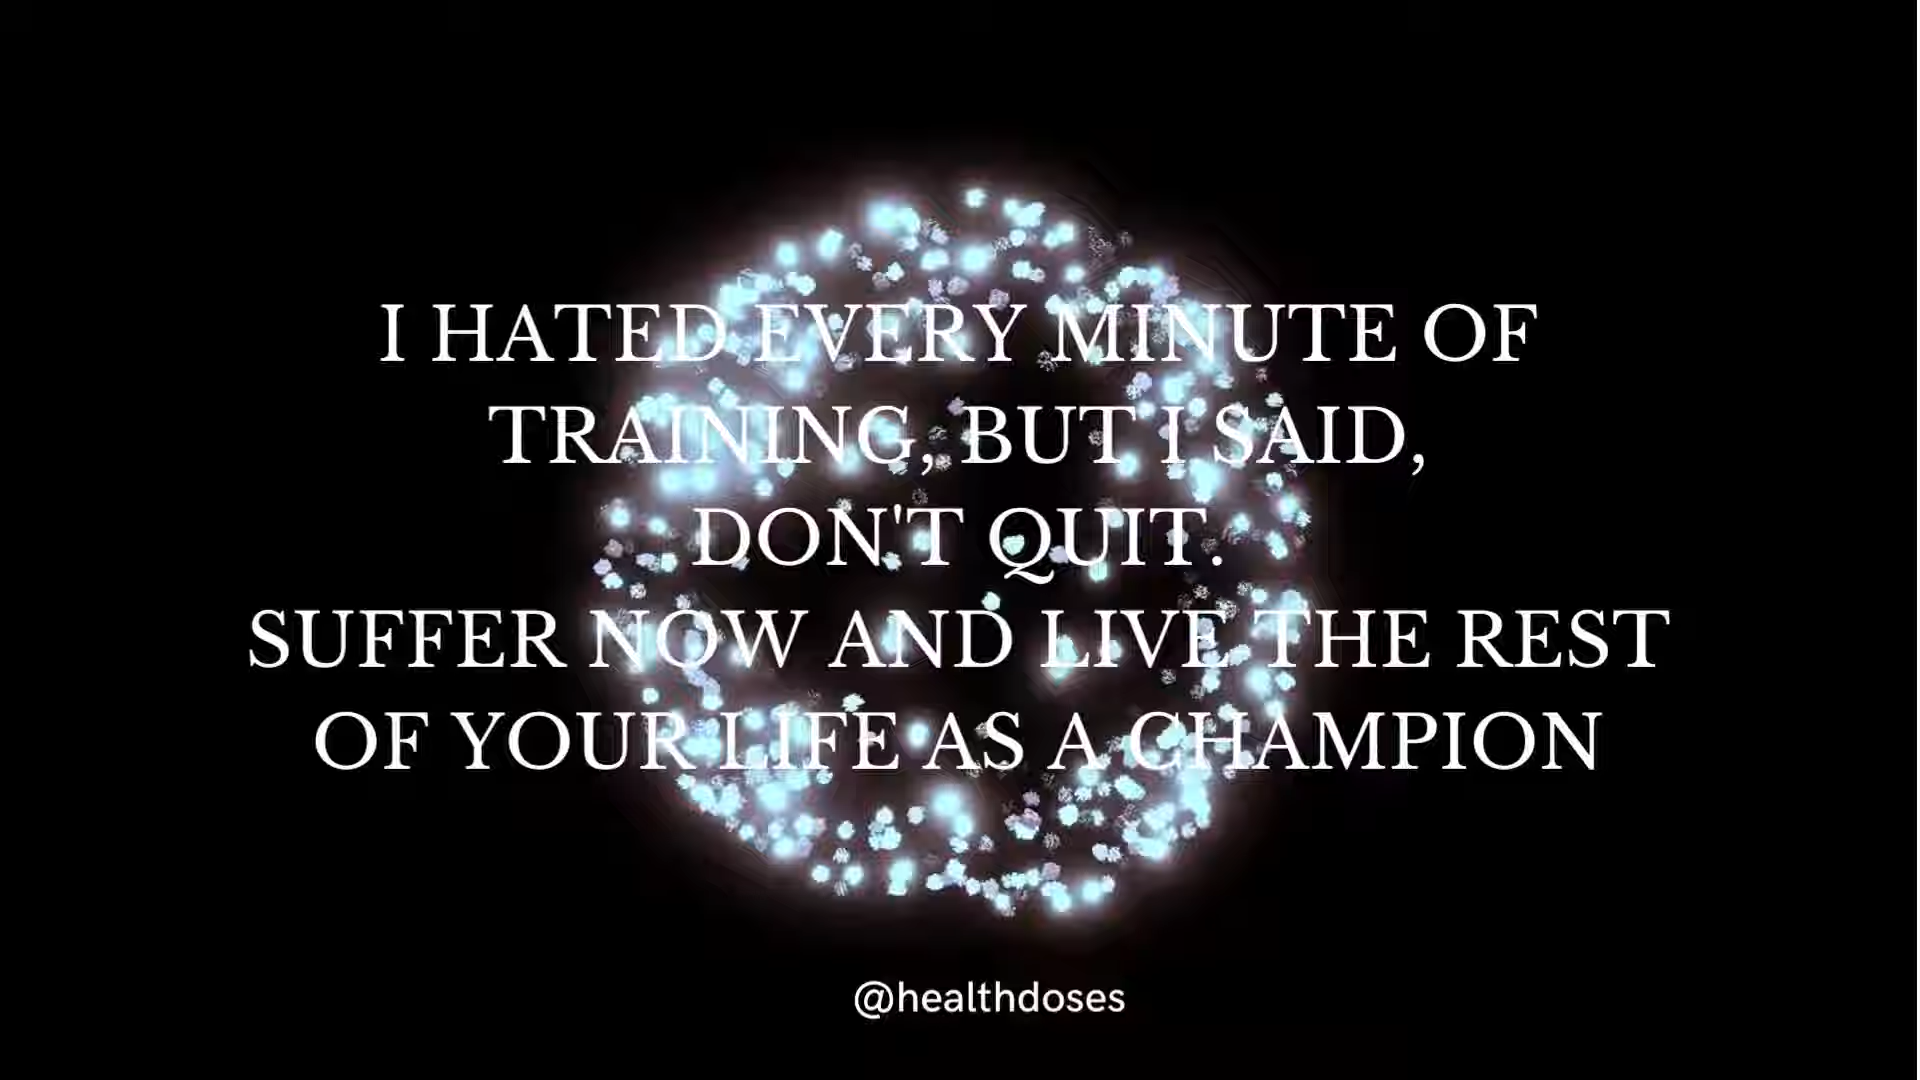 I HATED EVERY MINUTE OF
TRAINING, BUT I SAID,
DON'T QUIT.
SUFFER NOW AND LIVE THE REST
OF YOUR LIFE AS A CHAMPION
@healthdoses